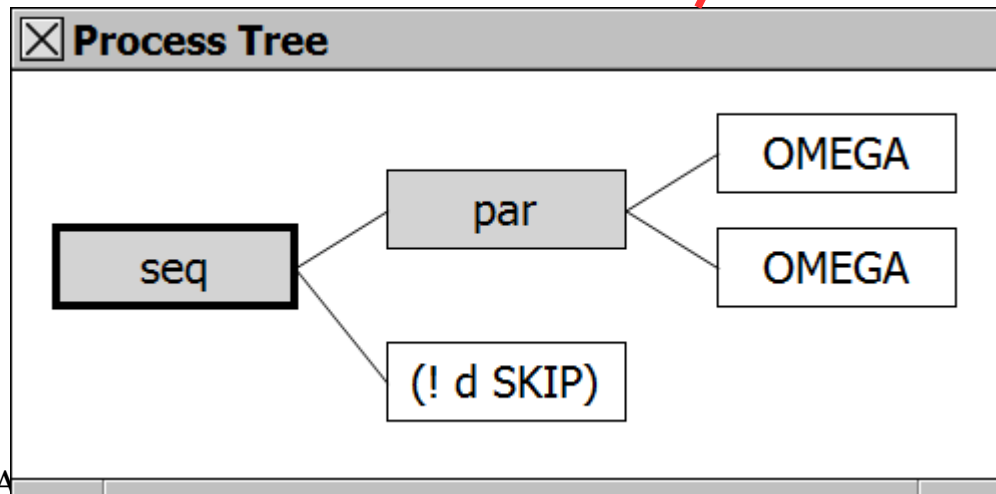 Process Tree
OMEGA
par
seq
OMEGA
(! d SKIP)